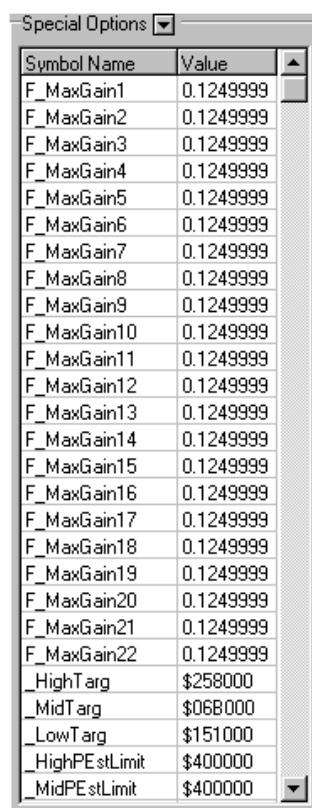 Special Options
Symbol Name Value
F_MaxGain1 0.1249999
F_MaxGain2 0.1249999
F_MaxGain3 0.1249999
F_MaxGain4 0.1249999
F_MaxGain5 0.1249999
F_MaxGain6 0.1249999
F_MaxGain7 0.1249999
F_MaxGain8 0.1249999
F_MaxGain9 0.1249999
F_MaxGain10 0.1249999
F_MaxGain11 0.1249999
F_MaxGain12 0.1249999
F_MaxGain13 0.1249999
F_MaxGain14 0.1249999
F_MaxGain15 0.1249999
F_MaxGain16 0.1249999
F_MaxGain17 0.1249999
F_MaxGain18 0.1249999
F_MaxGain19 0.1249999
F_MaxGain20 0.1249999
F_MaxGain21 0.1249999
F_MaxGain22 0.1249999
_HighTarg $258000
_MidTarg $06B000
_LowTarg $151000
_HighPEstLimit $400000
_MidPEstLimit $400000